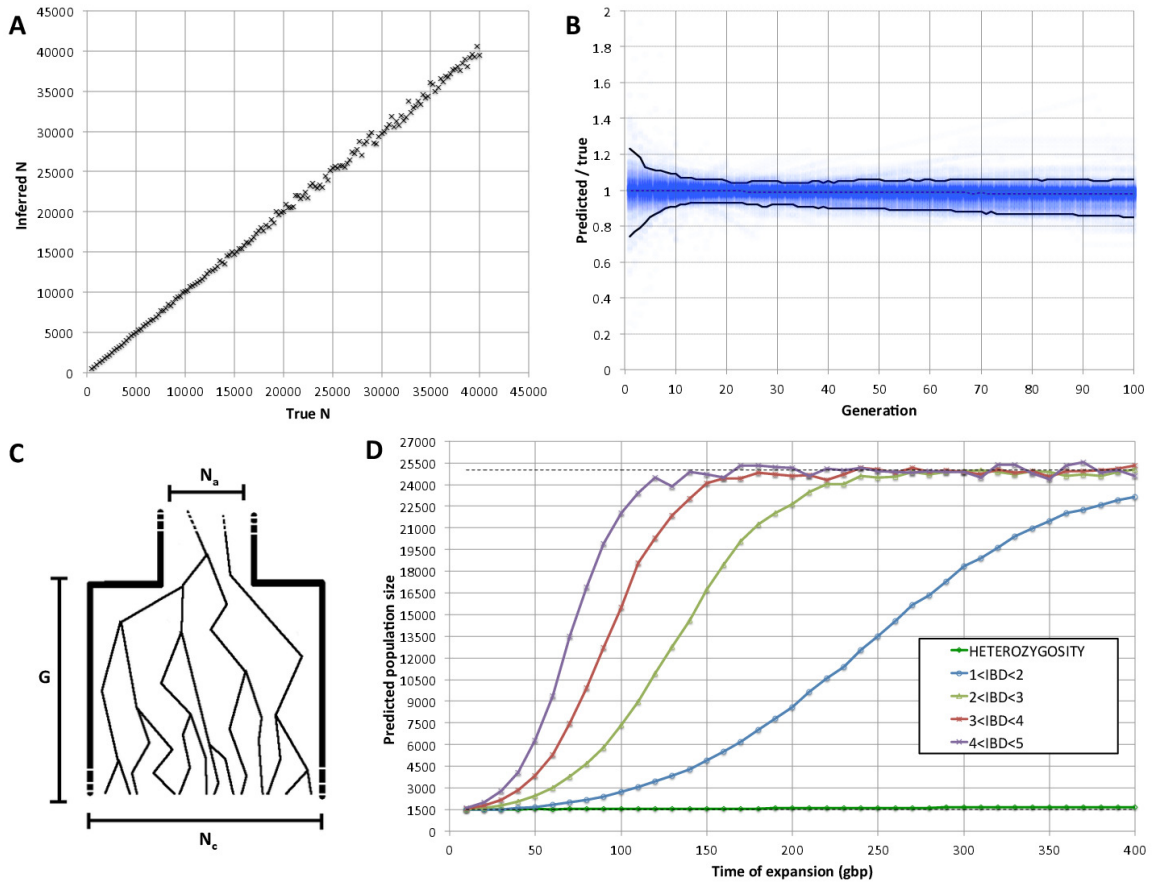 A
45000
40000
35000
30000
25000
20000
15000
10000
5000
0
Inferred N
0 5000 10000 15000 20000 25000 30000 35000 40000 45000
True N
B
2
1.8
1.6
1.4
1.2
1
0.8
0.6
0.4
0.2
0
Predicted / true
0 10 20 30 40 50 60 70 80 90 100
Generation
C
Na
G
Nc
D
27000
25500
24000
22500
21000
19500
18000
16500
15000
13500
12000
10500
9000
7500
6000
4500
3000
1500
0
Predicted population size
HETEROZYGOSITY
1<IBD<2
2<IBD<3
3<IBD<4
4<IBD<5
0 50 100 150 200 250 300 350 400
Time of expansion (gbp)